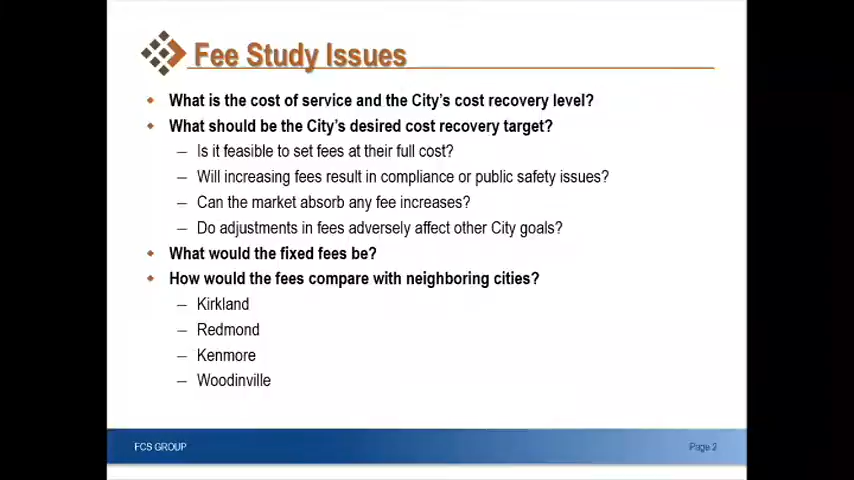 Fee Study Issues
What is the cost of service and the City's cost recovery level?
What should be the City's desired cost recovery target?
– Is it feasible to set fees at their full cost?
– Will increasing fees result in compliance or public safety issues?
– Can the market absorb any fee increases?
– Do adjustments in fees adversely affect other City goals?
What would the fixed fees be?
How would the fees compare with neighboring cities?
– Kirkland
– Redmond
– Kenmore
– Woodinville
FCS GROUP
Page 2